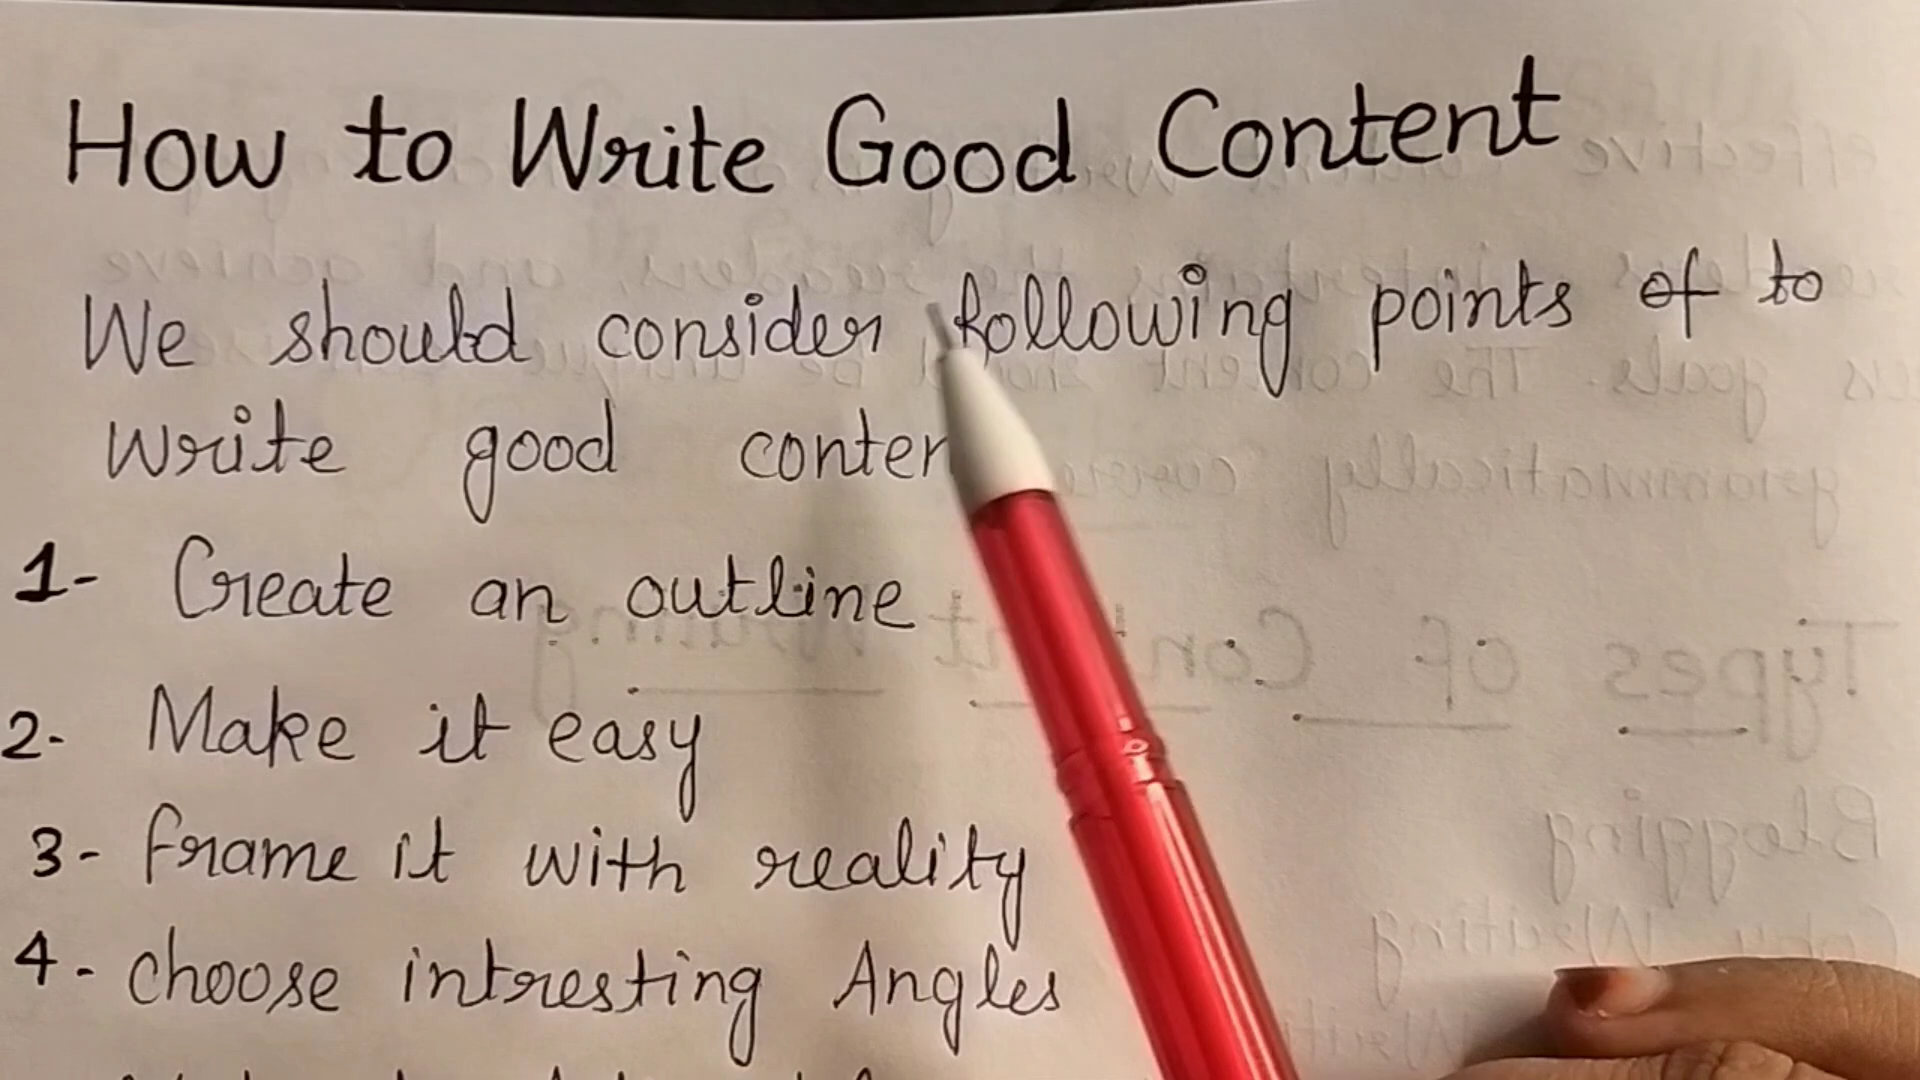 How to Write Good Content
We should consider following points of to
write good
1- Create an outline
2- Make it easy
3- frame it with reality
4- choose intresting Angles